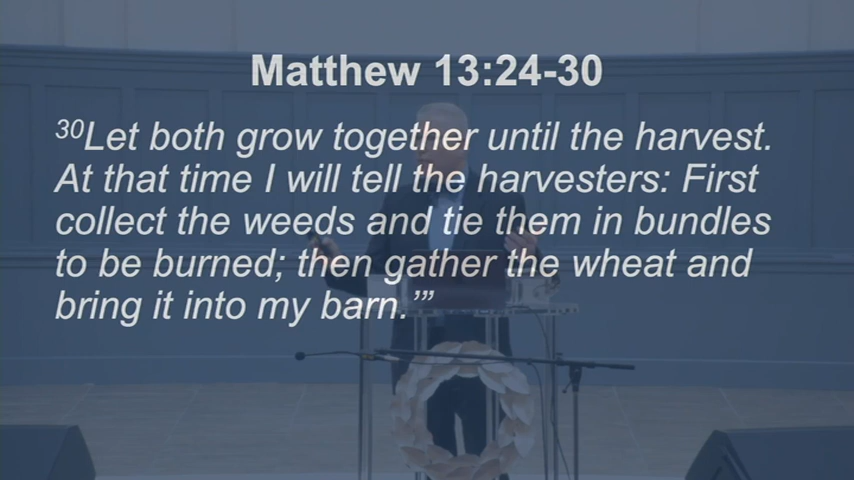 Matthew 13:24-30
30Let both grow together until the harvest.
At that time I will tell the harvesters: First
collect the weeds and tie them in bundles
to be burned; then gather the wheat and
bring it into my barn.’”